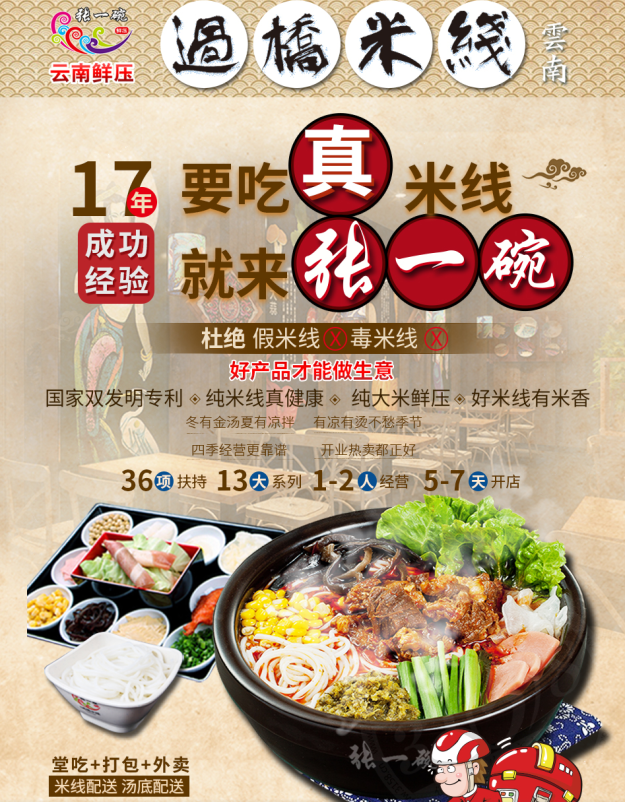 张一碗
鲜压
云南鲜压
過橋米綫
雲南
17年
成功
经验
要吃真米线
就来张一碗
杜绝 假米线 X 毒米线 X
好产品才能做生意
国家双发明专利 纯米线真健康 纯大米鲜压 好米线有米香
冬有金汤夏有凉拌 有凉有烫不愁季节
四季经营更靠谱 开业热卖都正好
36项扶持 13大系列 1-2人经营 5-7天开店
张一碗
堂吃+打包+外卖
米线配送 汤底配送